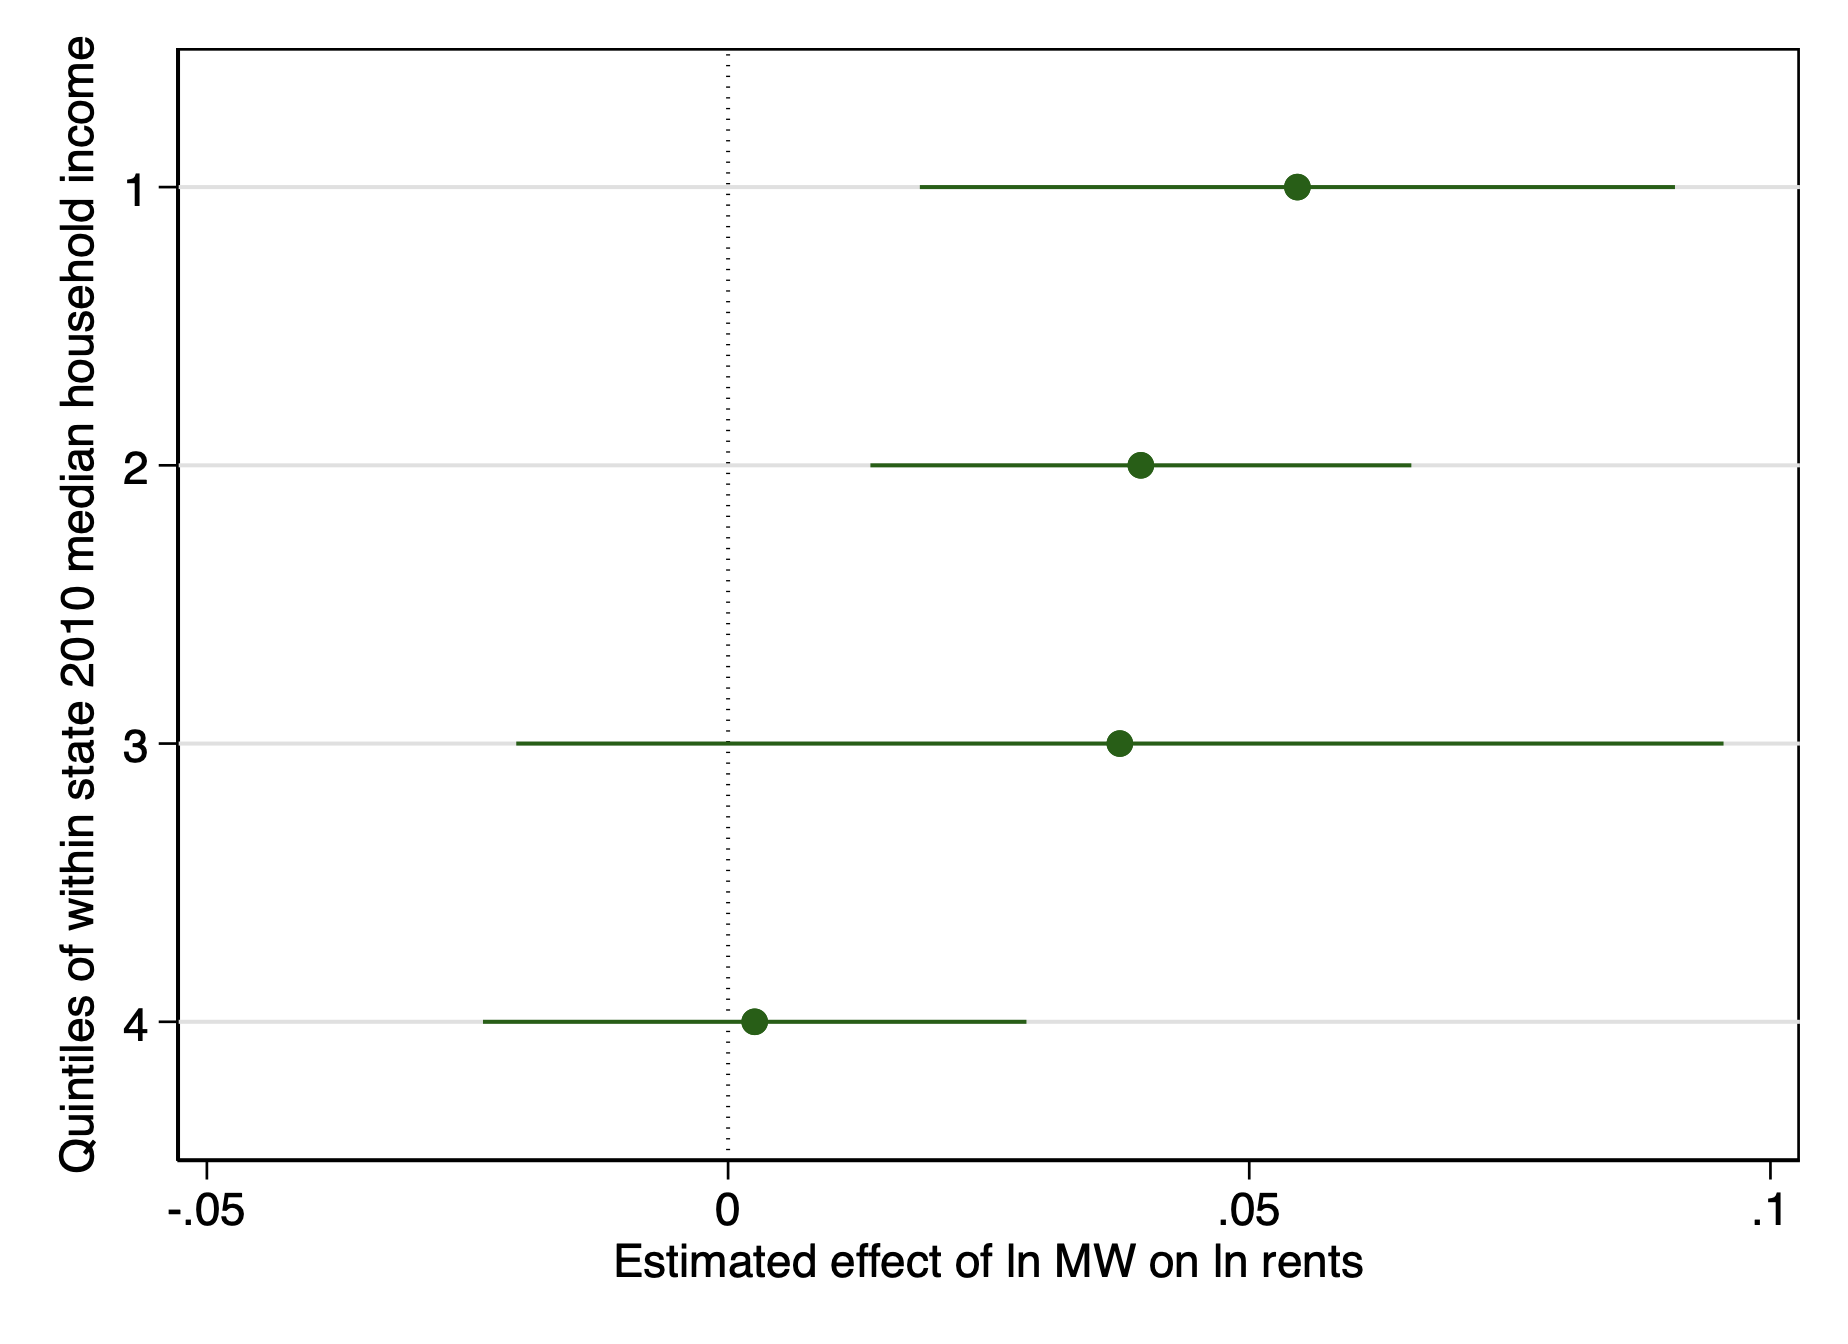 Quintiles of within state 2010 median household income
1
2
3
4
-.05 0 .05 .1
Estimated effect of ln MW on ln rents